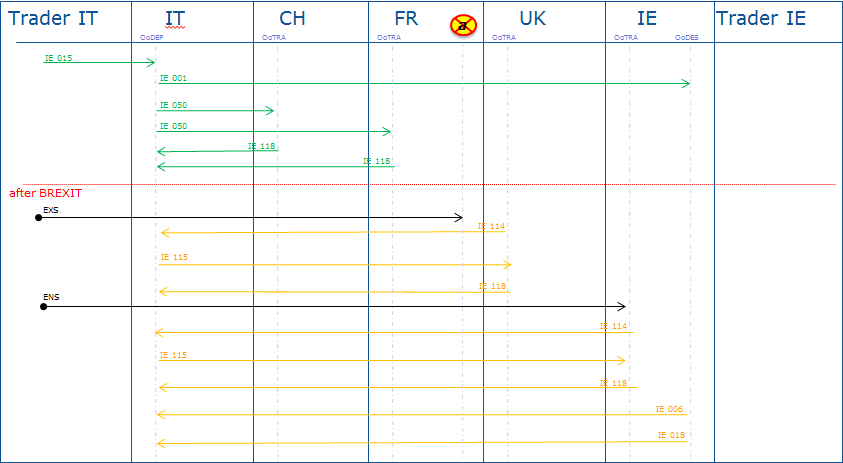 Trader IT IT CH FR a UK IE Trader IE
OoDEP OoTRA OoTRA OoTRA OoTRA OoDES
IE 015
IE 001
IE 050
IE 050
IE 118
IE 118
after BREXIT
EXS
IE 114
IE 115
IE 118
ENS
IE 114
IE 115
IE 118
IE 006
IE 018